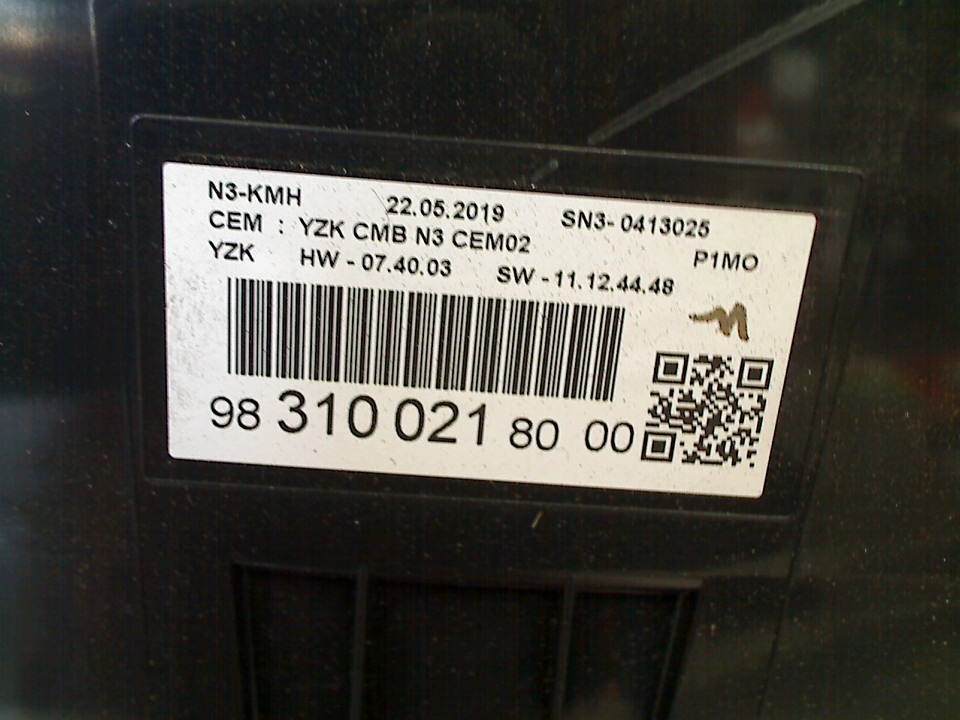 N3-KMH 22.05.2019 SN3- 0413025
CEM : YZK CMB N3 CEM02
YZK HW - 07.40.03 SW - 11.12.44.48 P1MO
98 310 021 80 00